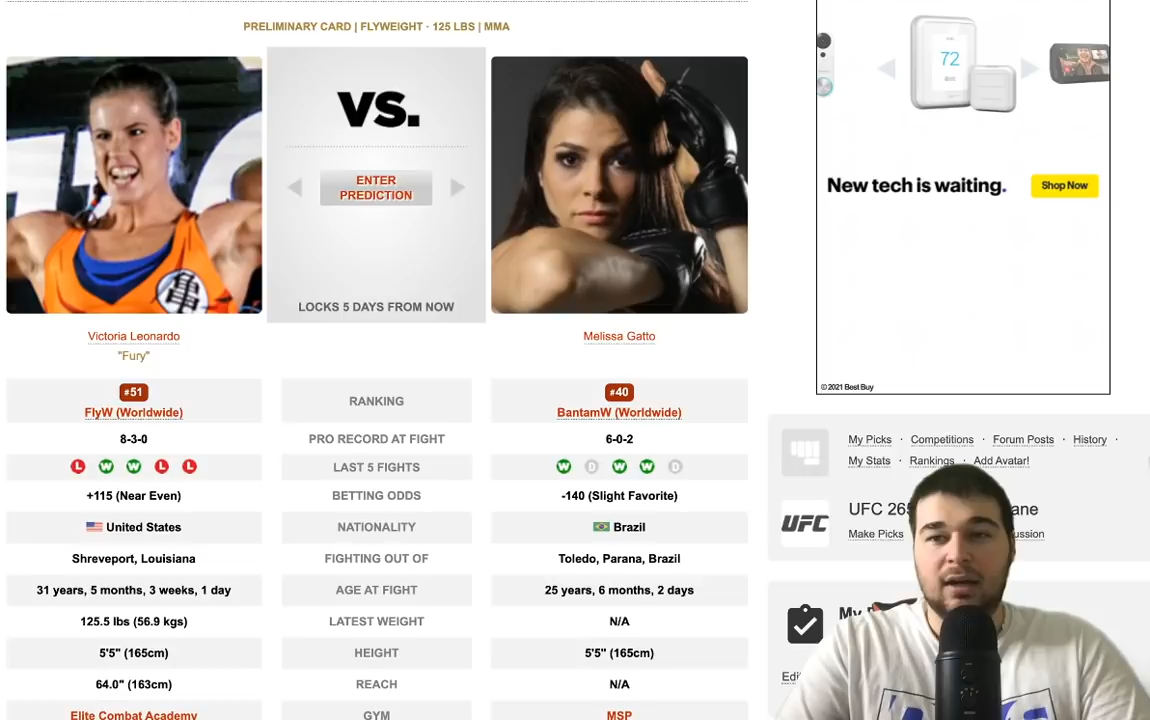 PRELIMINARY CARD | FLYWEIGHT · 125 LBS | MMA
VS.
ENTER
PREDICTION
LOCKS 5 DAYS FROM NOW
Victoria Leonardo
"Fury"
Melissa Gatto
#51
FlyW (Worldwide)
RANKING
#40
BantamW (Worldwide)
8-3-0
PRO RECORD AT FIGHT
6-0-2
L W W L L
LAST 5 FIGHTS
W D W W D
+115 (Near Even)
BETTING ODDS
-140 (Slight Favorite)
United States
NATIONALITY
Brazil
Shreveport, Louisiana
FIGHTING OUT OF
Toledo, Parana, Brazil
31 years, 5 months, 3 weeks, 1 day
AGE AT FIGHT
25 years, 6 months, 2 days
125.5 lbs (56.9 kgs)
LATEST WEIGHT
N/A
5'5" (165cm)
HEIGHT
5'5" (165cm)
64.0" (163cm)
REACH
N/A
Elite Combat Academy
GYM
MSP
72
New tech is waiting.
Shop Now
© 2021 Best Buy
My Picks · Competitions · Forum Posts · History ·
My Stats · Rankings · Add Avatar!
UFC
UFC 265
Make Picks